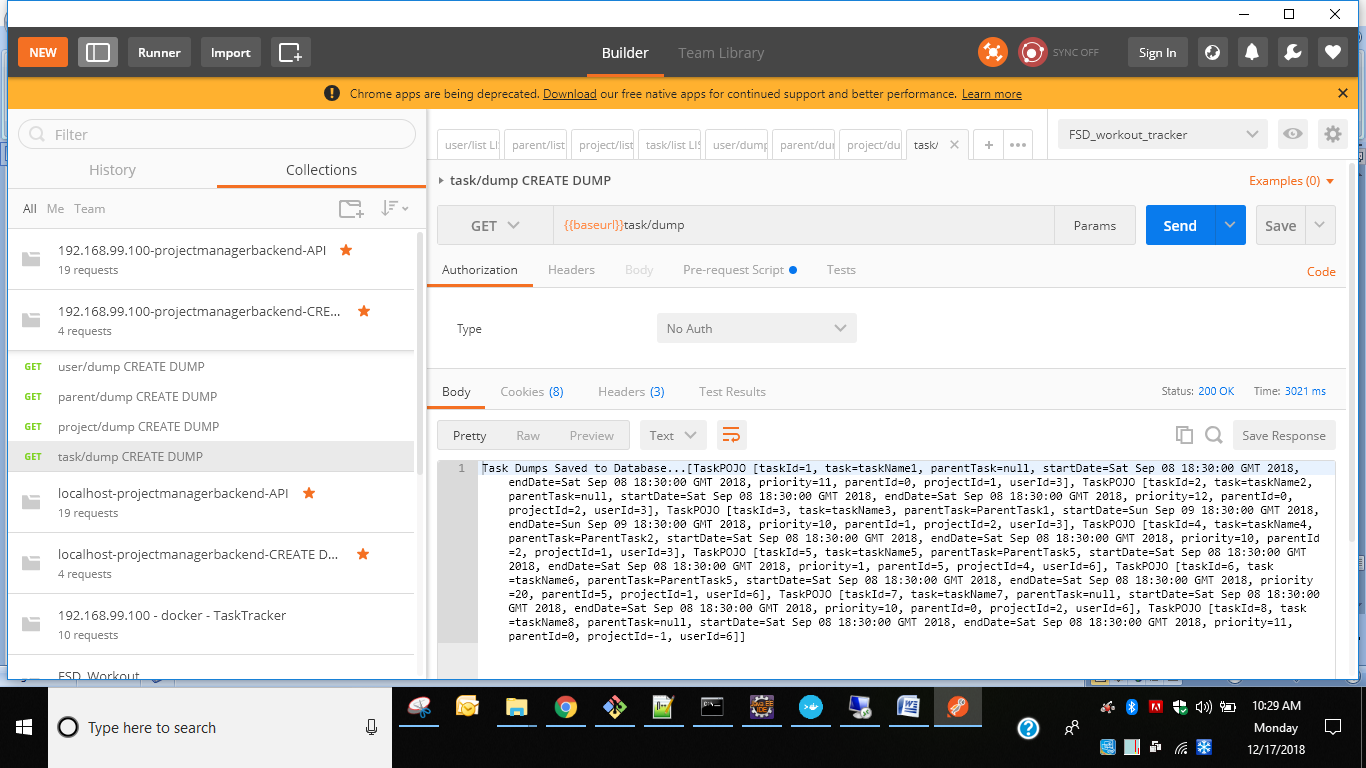 NEW
Runner
Import
Builder
Team Library
SYNC OFF
Sign In
Chrome apps are being deprecated. Download our free native apps for continued support and better performance. Learn more
Filter
History
Collections
All Me Team
192.168.99.100-projectmanagerbackend-API
19 requests
192.168.99.100-projectmanagerbackend-CRE...
4 requests
GET user/dump CREATE DUMP
GET parent/dump CREATE DUMP
GET project/dump CREATE DUMP
GET task/dump CREATE DUMP
localhost-projectmanagerbackend-API
19 requests
localhost-projectmanagerbackend-CREATE D...
4 requests
192.168.99.100 - docker - TaskTracker
10 requests
FSD_Workout
user/list LI
parent/list
project/list
task/list LI
user/dump
parent/du
project/du
task/
FSD_workout_tracker
task/dump CREATE DUMP
Examples (0)
GET
{{baseurl}}task/dump
Params
Send
Save
Authorization
Headers
Body
Pre-request Script
Tests
Code
Type
No Auth
Body
Cookies (8)
Headers (3)
Test Results
Status: 200 OK
Time: 3021 ms
Pretty
Raw
Preview
Text
Save Response
1 Task Dumps Saved to Database...[TaskPOJO [taskId=1, task=taskName1, parentTask=null, startDate=Sat Sep 08 18:30:00 GMT 2018,
endDate=Sat Sep 08 18:30:00 GMT 2018, priority=11, parentId=0, projectId=1, userId=3], TaskPOJO [taskId=2, task=taskName2,
parentTask=null, startDate=Sat Sep 08 18:30:00 GMT 2018, endDate=Sat Sep 08 18:30:00 GMT 2018, priority=12, parentId=0,
projectId=2, userId=3], TaskPOJO [taskId=3, task=taskName3, parentTask=ParentTask1, startDate=Sun Sep 09 18:30:00 GMT 2018,
endDate=Sun Sep 09 18:30:00 GMT 2018, priority=10, parentId=1, projectId=2, userId=3], TaskPOJO [taskId=4, task=taskName4,
parentTask=ParentTask2, startDate=Sat Sep 08 18:30:00 GMT 2018, endDate=Sat Sep 08 18:30:00 GMT 2018, priority=10, parentId
=2, projectId=1, userId=3], TaskPOJO [taskId=5, task=taskName5, parentTask=ParentTask5, startDate=Sat Sep 08 18:30:00 GMT
2018, endDate=Sat Sep 08 18:30:00 GMT 2018, priority=1, parentId=5, projectId=4, userId=6], TaskPOJO [taskId=6, task
=taskName6, parentTask=ParentTask5, startDate=Sat Sep 08 18:30:00 GMT 2018, endDate=Sat Sep 08 18:30:00 GMT 2018, priority
=20, parentId=5, projectId=1, userId=6], TaskPOJO [taskId=7, task=taskName7, parentTask=null, startDate=Sat Sep 08 18:30:00
GMT 2018, endDate=Sat Sep 08 18:30:00 GMT 2018, priority=10, parentId=0, projectId=2, userId=6], TaskPOJO [taskId=8, task
=taskName8, parentTask=null, startDate=Sat Sep 08 18:30:00 GMT 2018, endDate=Sat Sep 08 18:30:00 GMT 2018, priority=11,
parentId=0, projectId=-1, userId=6]]
Type here to search
10:29 AM
Monday
12/17/2018